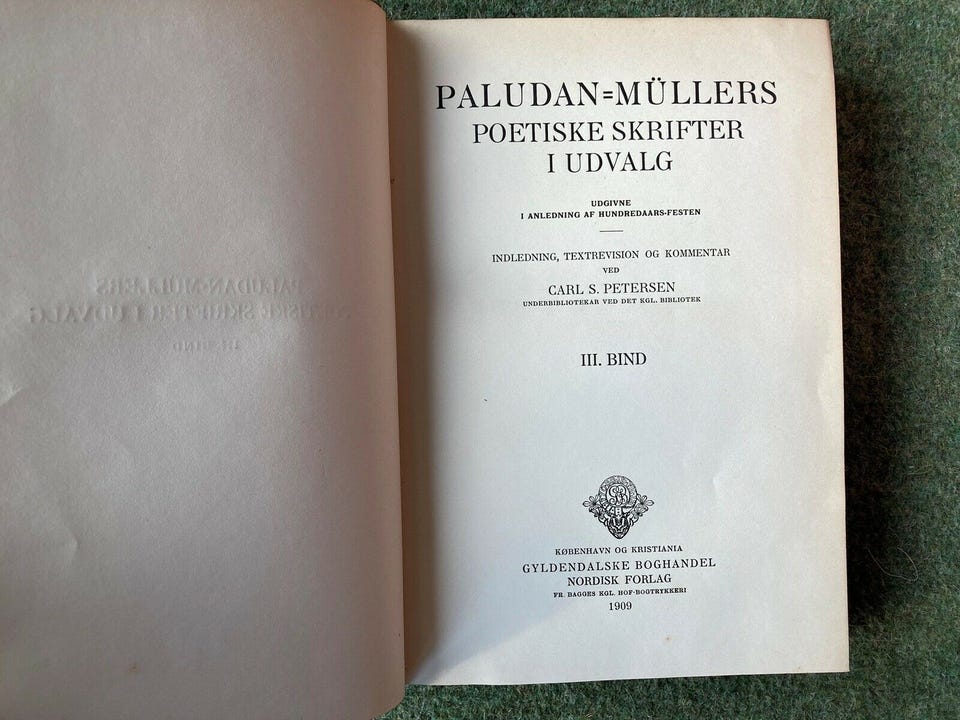 PALUDAN=MÜLLERS
POETISKE SKRIFTER
I UDVALG
UDGIVNE
I ANLEDNING AF HUNDREDAARS-FESTEN
INDLEDNING, TEXTREVISION OG KOMMENTAR
VED
CARL S. PETERSEN
UNDERBIBLIOTEKAR VED DET KGL. BIBLIOTEK
III. BIND
KØBENHAVN OG KRISTIANIA
GYLDENDALSKE BOGHANDEL
NORDISK FORLAG
FR. BAGGES KGL. HOF-BOGTRYKKERI
1909